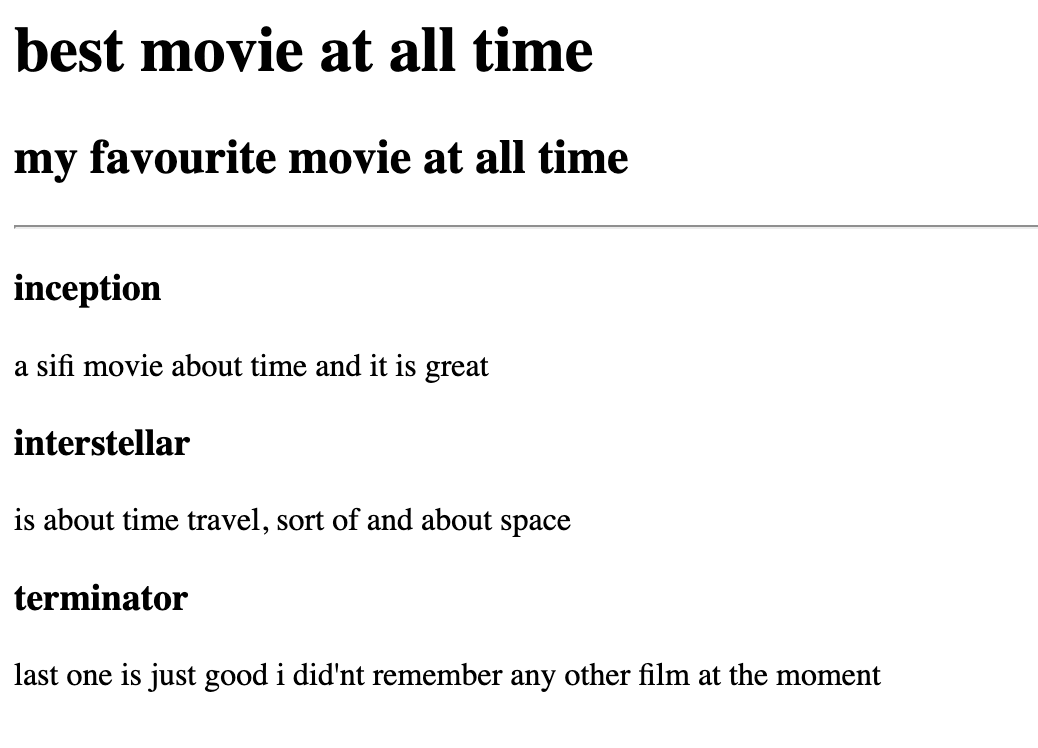 best movie at all time
my favourite movie at all time
inception
a sifi movie about time and it is great
interstellar
is about time travel, sort of and about space
terminator
last one is just good i did'nt remember any other film at the moment